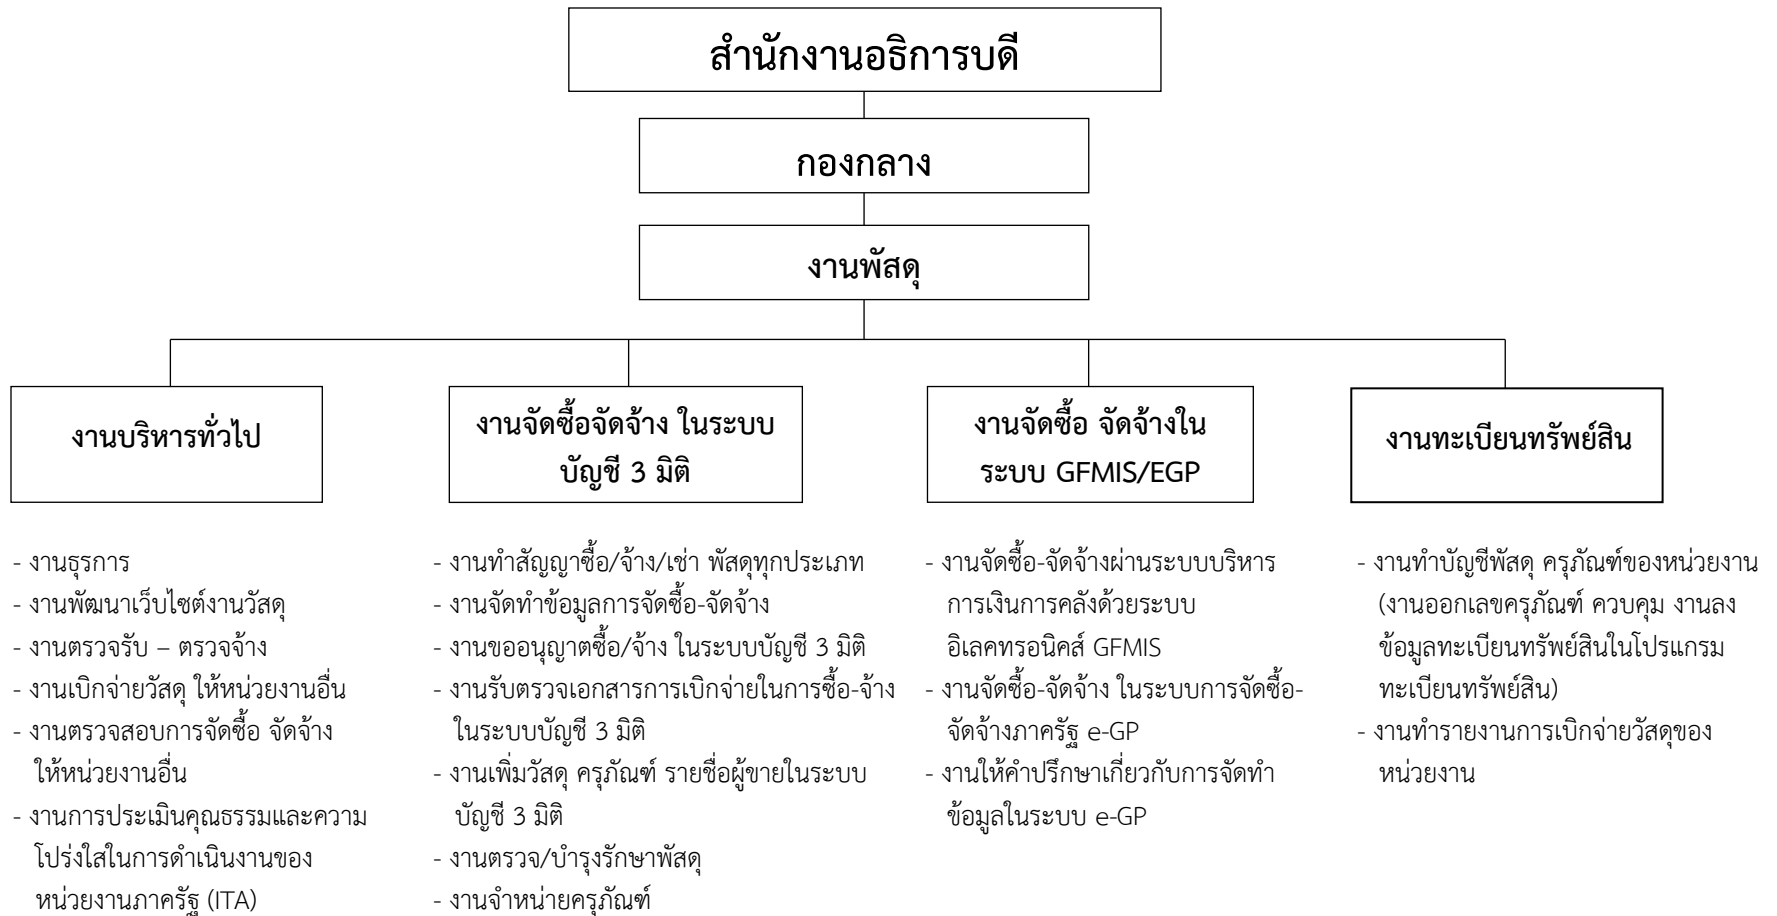 สำนักงานอธิการบดี
กองกลาง
งานพัสดุ
งานบริหารทั่วไป
งานจัดซื้อจัดจ้าง ในระบบ
บัญชี 3 มิติ
งานจัดซื้อ จัดจ้างใน
ระบบ GFMIS/EGP
งานทะเบียนทรัพย์สิน
- งานธุรการ
- งานพัฒนาเว็บไซต์งานวัสดุ
- งานตรวจรับ – ตรวจจ้าง
- งานเบิกจ่ายวัสดุ ให้หน่วยงานอื่น
- งานตรวจสอบการจัดซื้อ จัดจ้าง
ให้หน่วยงานอื่น
- งานการประเมินคุณธรรมและความ
โปร่งใสในการดำเนินงานของ
หน่วยงานภาครัฐ (ITA)
- งานทำสัญญาซื้อ/จ้าง/เช่า พัสดุทุกประเภท
- งานจัดทำข้อมูลการจัดซื้อ-จัดจ้าง
- งานขออนุญาตซื้อ/จ้าง ในระบบบัญชี 3 มิติ
- งานรับตรวจเอกสารการเบิกจ่ายในการซื้อ-จ้าง
ในระบบบัญชี 3 มิติ
- งานเพิ่มวัสดุ ครุภัณฑ์ รายชื่อผู้ขายในระบบ
บัญชี 3 มิติ
- งานตรวจ/บำรุงรักษาพัสดุ
- งานจำหน่ายครุภัณฑ์
- งานจัดซื้อ-จัดจ้างผ่านระบบบริหาร
การเงินการคลังด้วยระบบ
อิเลคทรอนิคส์ GFMIS
- งานจัดซื้อ-จัดจ้าง ในระบบการจัดซื้อ-
จัดจ้างภาครัฐ e-GP
- งานให้คำปรึกษาเกี่ยวกับการจัดทำ
ข้อมูลในระบบ e-GP
- งานทำบัญชีพัสดุ ครุภัณฑ์ของหน่วยงาน
(งานออกเลขครุภัณฑ์ ควบคุม งานลง
ข้อมูลทะเบียนทรัพย์สินในโปรแกรม
ทะเบียนทรัพย์สิน)
- งานทำรายงานการเบิกจ่ายวัสดุของ
หน่วยงาน